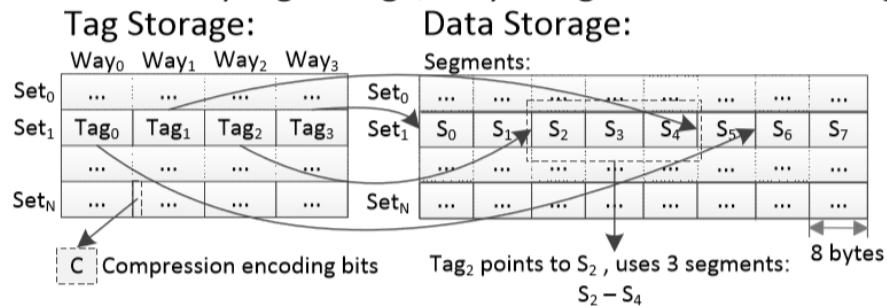 Tag Storage: Data Storage:
Way₀ Way₁ Way₂ Way₃ Segments:
Set₀ ... ... ... ... Set₀ ... ... ... ... ... ... ... ...
Set₁ Tag₀ Tag₁ Tag₂ Tag₃ Set₁ S₀ S₁ S₂ S₃ S₄ S₅ S₆ S₇
... ... ... ... ... ... ... ... ... ... ... ...
Set_N ... ... ... ... Set_N ... ... ... ... ... ... ... ...
C Compression encoding bits
Tag₂ points to S₂ , uses 3 segments:
S₂ – S₄
8 bytes